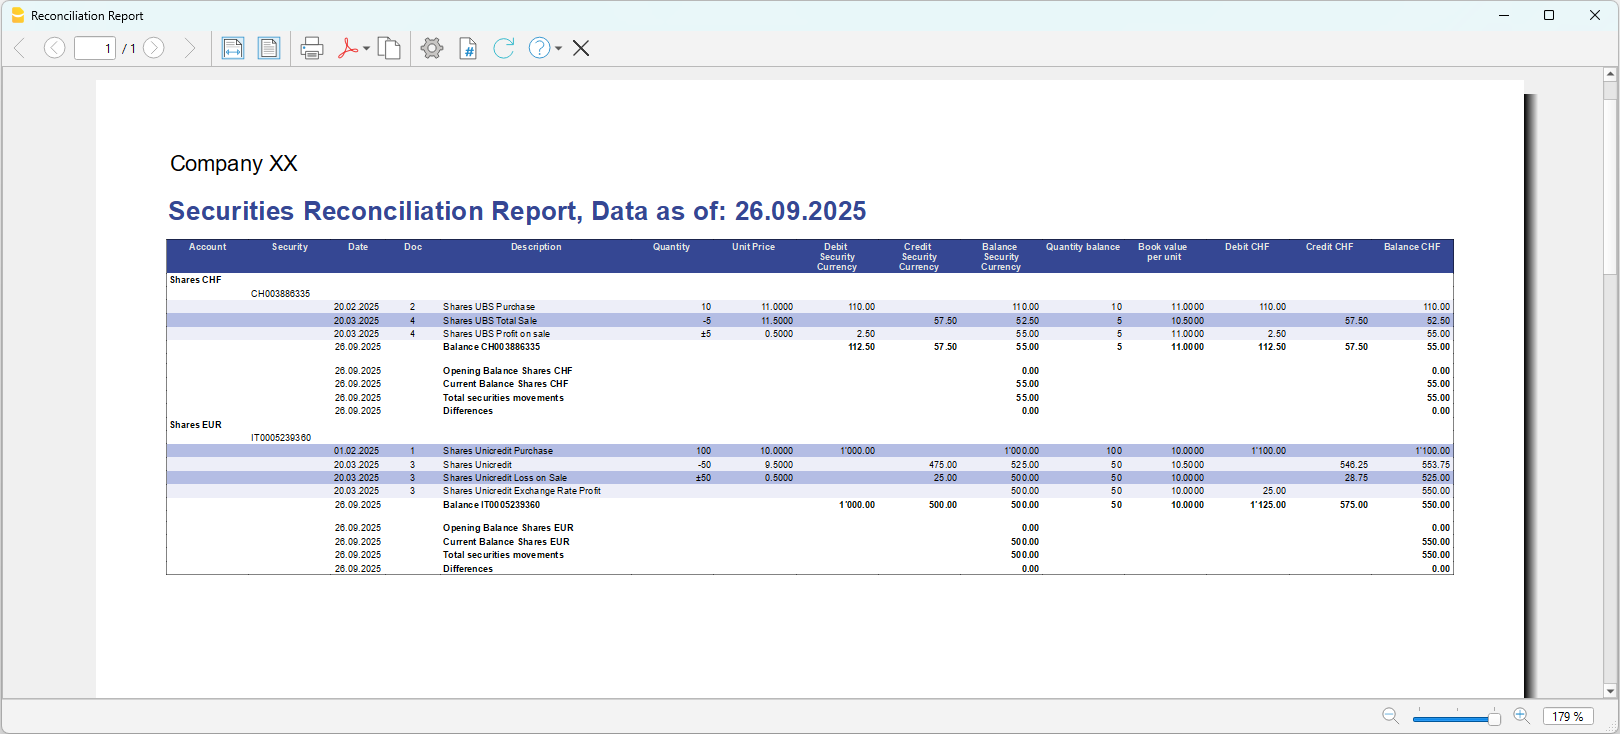 Reconciliation Report
1 / 1
Company XX
Securities Reconciliation Report, Data as of: 26.09.2025
Account Security Date Doc Description Quantity Unit Price Debit Security Currency Credit Security Currency Balance Security Currency Quantity balance Book value per unit Debit CHF Credit CHF Balance CHF
Shares CHF
CH003886335
20.02.2025 2 Shares UBS Purchase 10 11.0000 110.00 110.00 10 11.0000 110.00 110.00
20.03.2025 4 Shares UBS Total Sale -5 11.5000 57.50 52.50 5 10.5000 57.50 52.50
20.03.2025 4 Shares UBS Profit on sale ±5 0.5000 2.50 55.00 5 11.0000 2.50 55.00
26.09.2025 Balance CH003886335 112.50 57.50 55.00 5 11.0000 112.50 57.50 55.00
26.09.2025 Opening Balance Shares CHF 0.00 0.00
26.09.2025 Current Balance Shares CHF 55.00 55.00
26.09.2025 Total securities movements 55.00 55.00
26.09.2025 Differences 0.00 0.00
Shares EUR
IT0005239360
01.02.2025 1 Shares Unicredit Purchase 100 10.0000 1'000.00 1'000.00 100 10.0000 1'100.00 1'100.00
20.03.2025 3 Shares Unicredit -50 9.5000 475.00 525.00 50 10.5000 546.25 553.75
20.03.2025 3 Shares Unicredit Loss on Sale ±50 0.5000 25.00 500.00 50 10.0000 28.75 525.00
20.03.2025 3 Shares Unicredit Exchange Rate Profit 500.00 50 10.0000 25.00 550.00
26.09.2025 Balance IT0005239360 1'000.00 500.00 500.00 50 10.0000 1'125.00 575.00 550.00
26.09.2025 Opening Balance Shares EUR 0.00 0.00
26.09.2025 Current Balance Shares EUR 500.00 550.00
26.09.2025 Total securities movements 500.00 550.00
26.09.2025 Differences 0.00 0.00
179 %